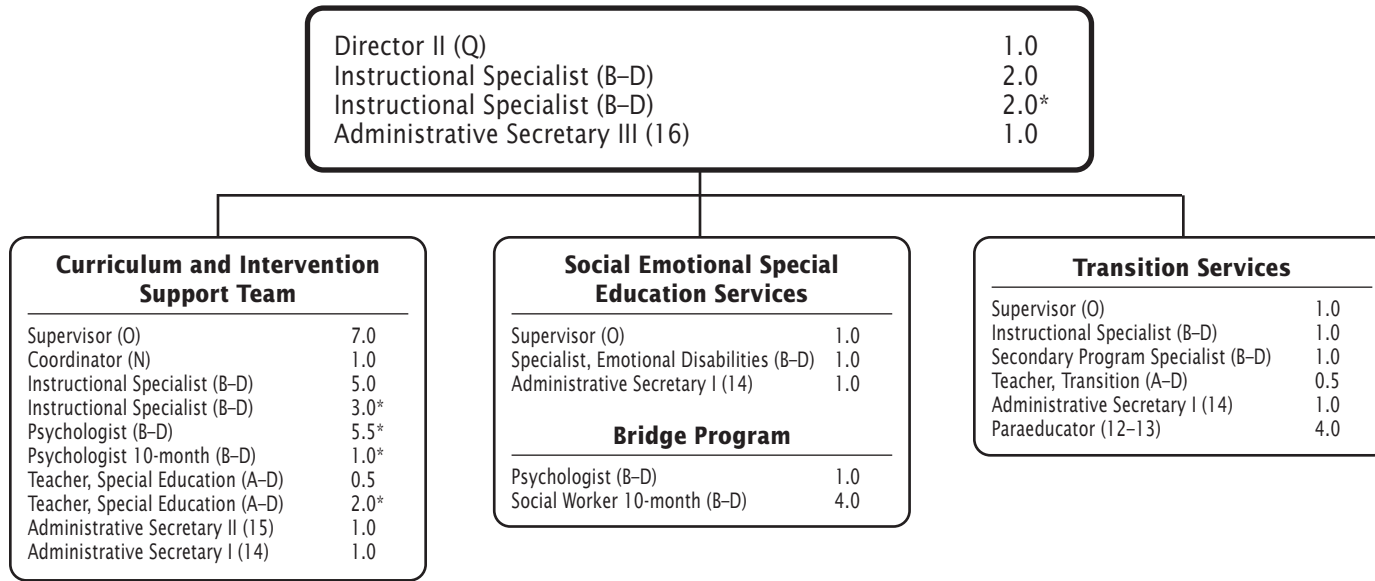 Director II (Q) 1.0
Instructional Specialist (B–D) 2.0
Instructional Specialist (B–D) 2.0*
Administrative Secretary III (16) 1.0
Curriculum and Intervention
Support Team
Supervisor (O) 7.0
Coordinator (N) 1.0
Instructional Specialist (B–D) 5.0
Instructional Specialist (B–D) 3.0*
Psychologist (B–D) 5.5*
Psychologist 10-month (B–D) 1.0*
Teacher, Special Education (A–D) 0.5
Teacher, Special Education (A–D) 2.0*
Administrative Secretary II (15) 1.0
Administrative Secretary I (14) 1.0
Social Emotional Special
Education Services
Supervisor (O) 1.0
Specialist, Emotional Disabilities (B–D) 1.0
Administrative Secretary I (14) 1.0
Bridge Program
Psychologist (B–D) 1.0
Social Worker 10-month (B–D) 4.0
Transition Services
Supervisor (O) 1.0
Instructional Specialist (B–D) 1.0
Secondary Program Specialist (B–D) 1.0
Teacher, Transition (A–D) 0.5
Administrative Secretary I (14) 1.0
Paraeducator (12–13) 4.0